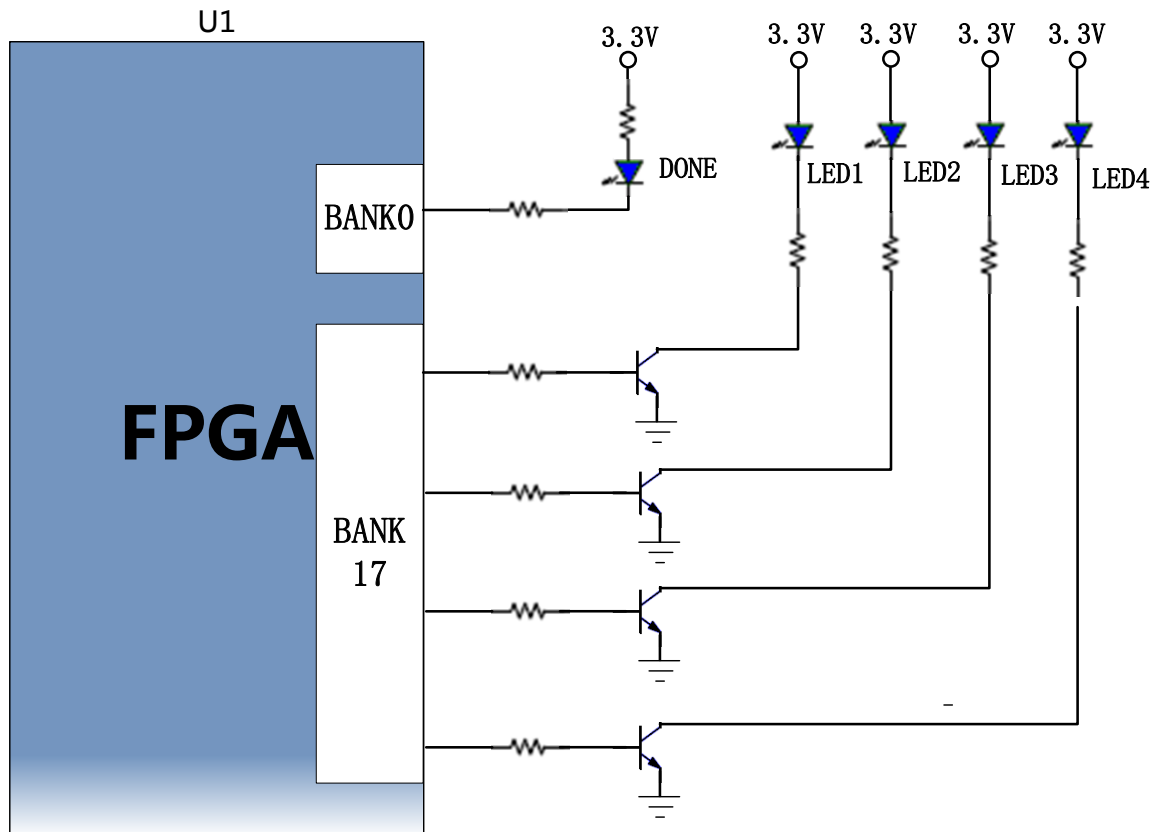 U1
3.3V
3.3V
3.3V
3.3V
3.3V
DONE
LED1
LED2
LED3
LED4
BANK0
FPGA
BANK
17